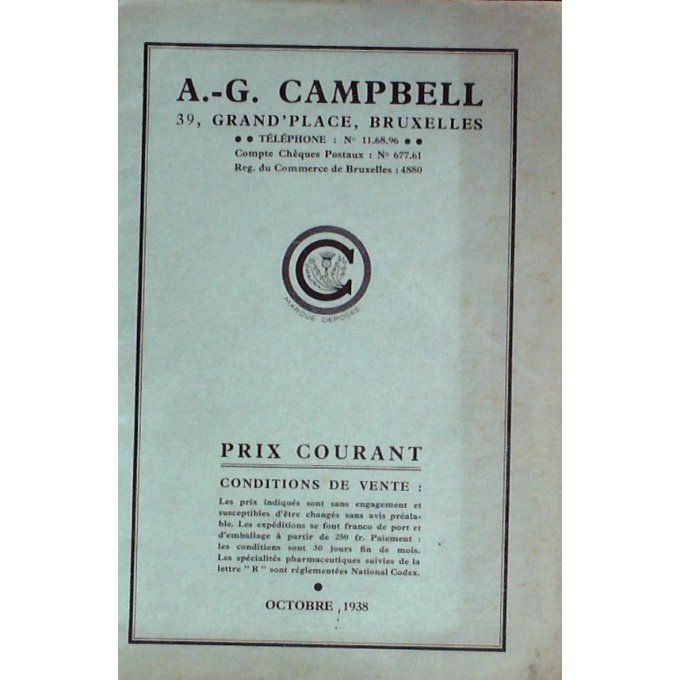 A.-G. CAMPBELL
39, GRAND'PLACE, BRUXELLES
● ● TÉLÉPHONE : Nº 11.68.96 ● ●
Compte Chèques Postaux : Nº 677.61
Reg. du Commerce de Bruxelles : 4880
C
MARQUE DÉPOSÉE
PRIX COURANT
CONDITIONS DE VENTE :
Les prix indiqués sont sans engagement et
susceptibles d'être changés sans avis préala-
ble. Les expéditions se font franco de port et
d'emballage à partir de 250 fr. Paiement :
les conditions sont 30 jours fin de mois.
Les spécialités pharmaceutiques suivies de la
lettre " R " sont réglementées National Codex.
●
OCTOBRE 1938